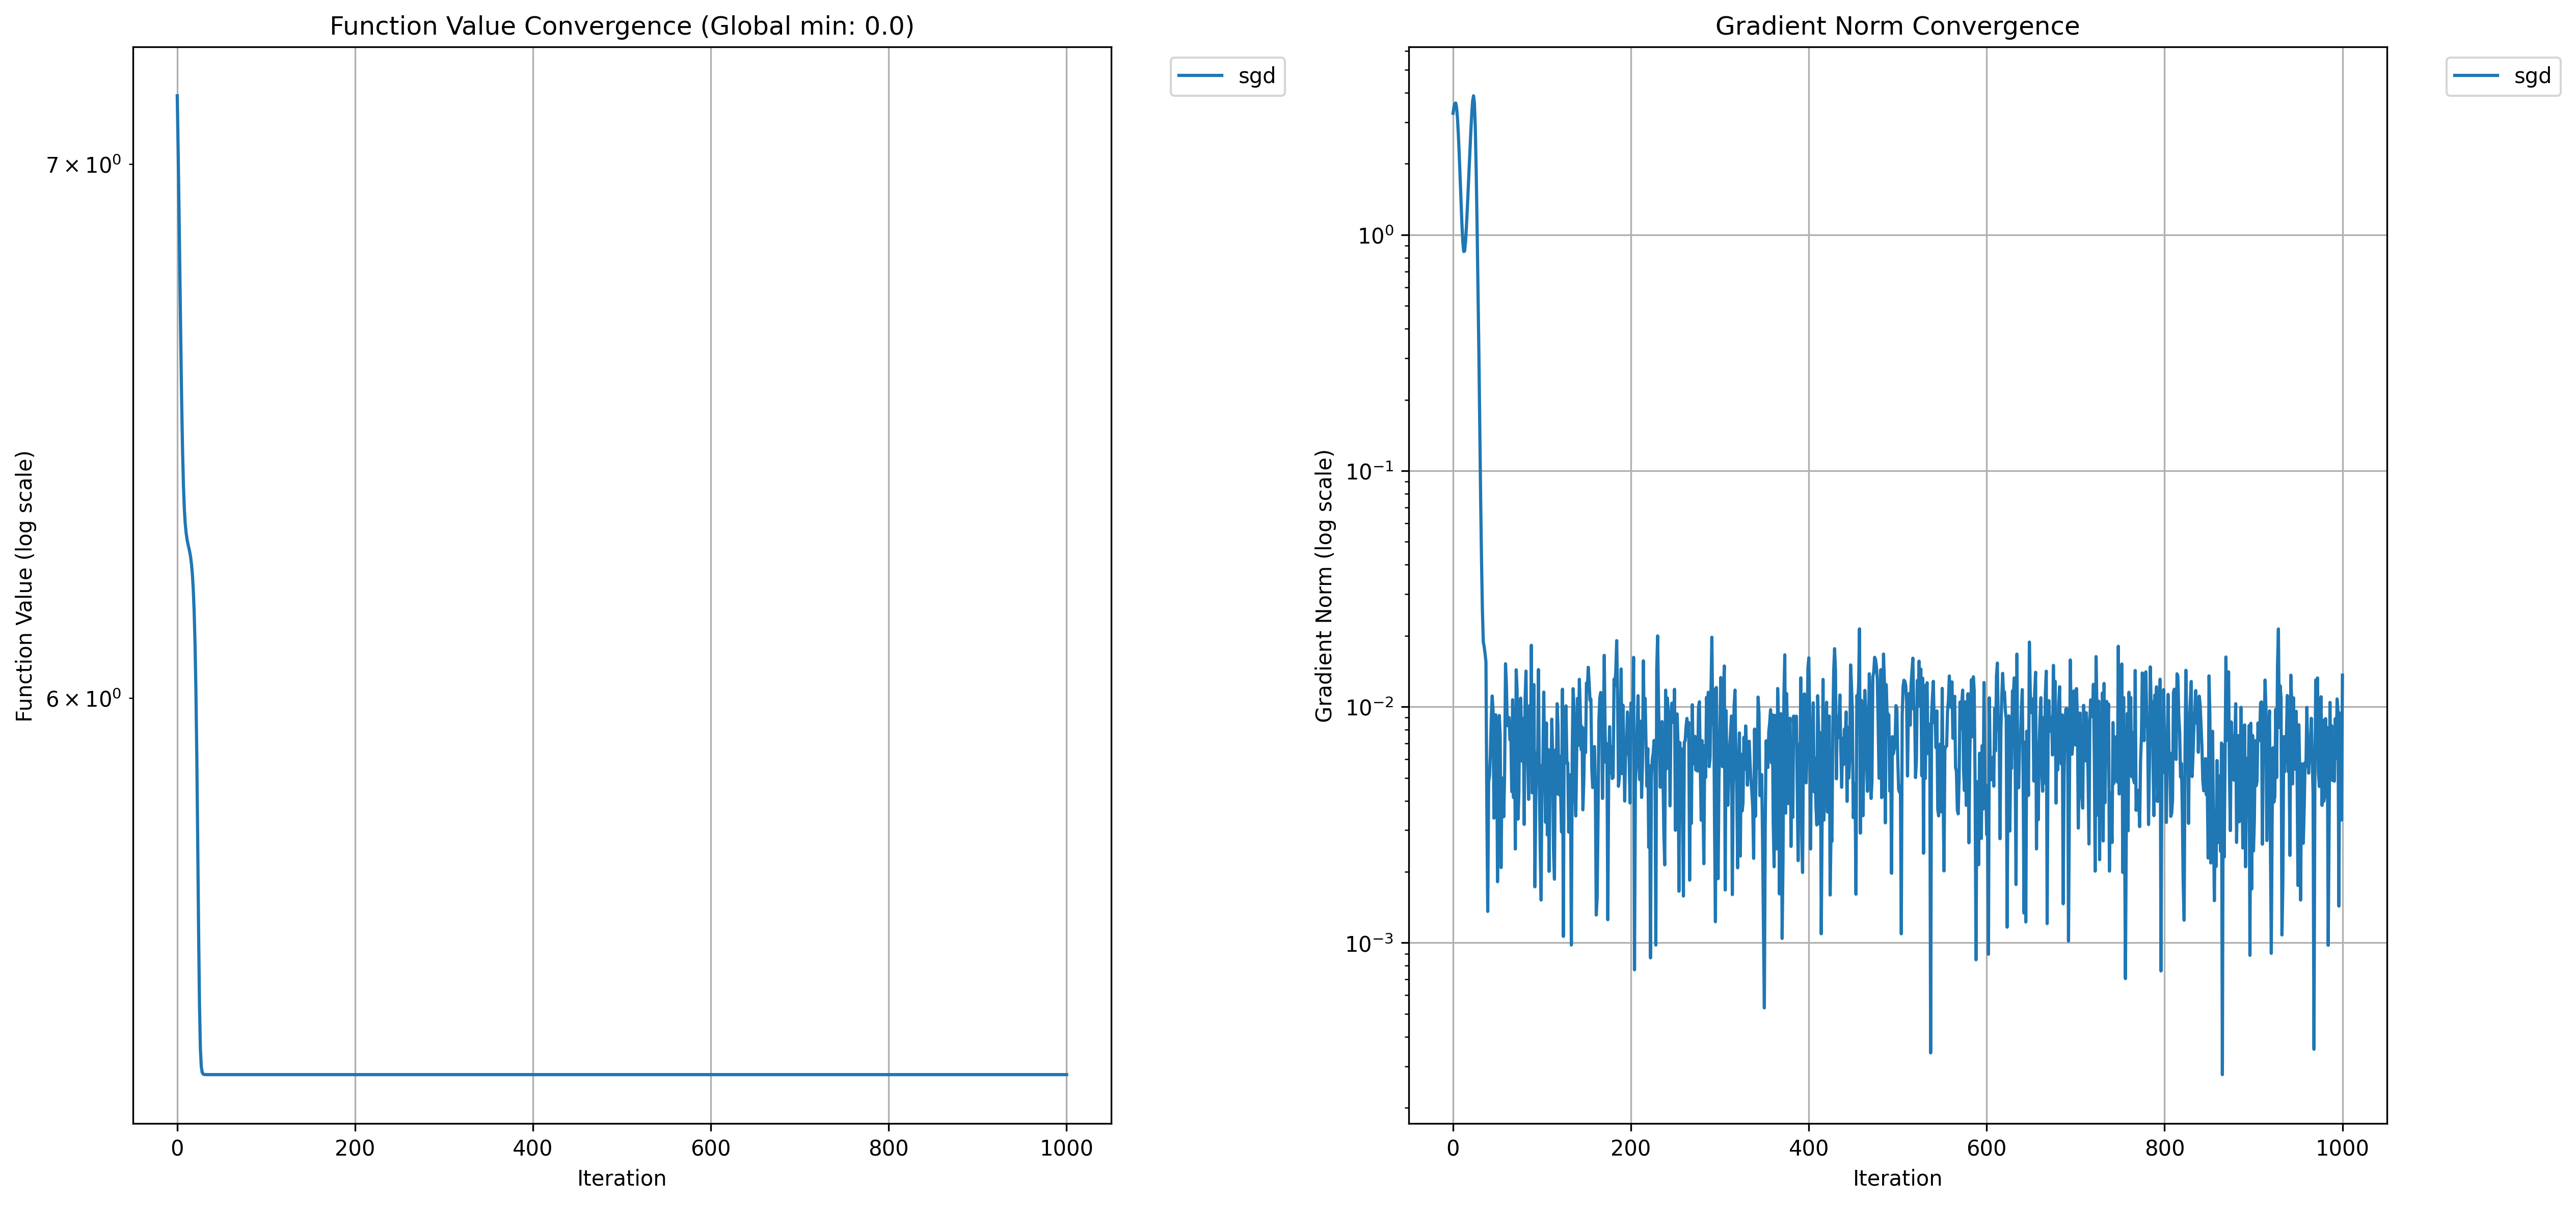 Function Value Convergence (Global min: 0.0)
Function Value (log scale)
7 × 10⁰
6 × 10⁰
0 200 400 600 800 1000
Iteration
sgd
Gradient Norm Convergence
Gradient Norm (log scale)
10⁰
10⁻¹
10⁻²
10⁻³
0 200 400 600 800 1000
Iteration
sgd